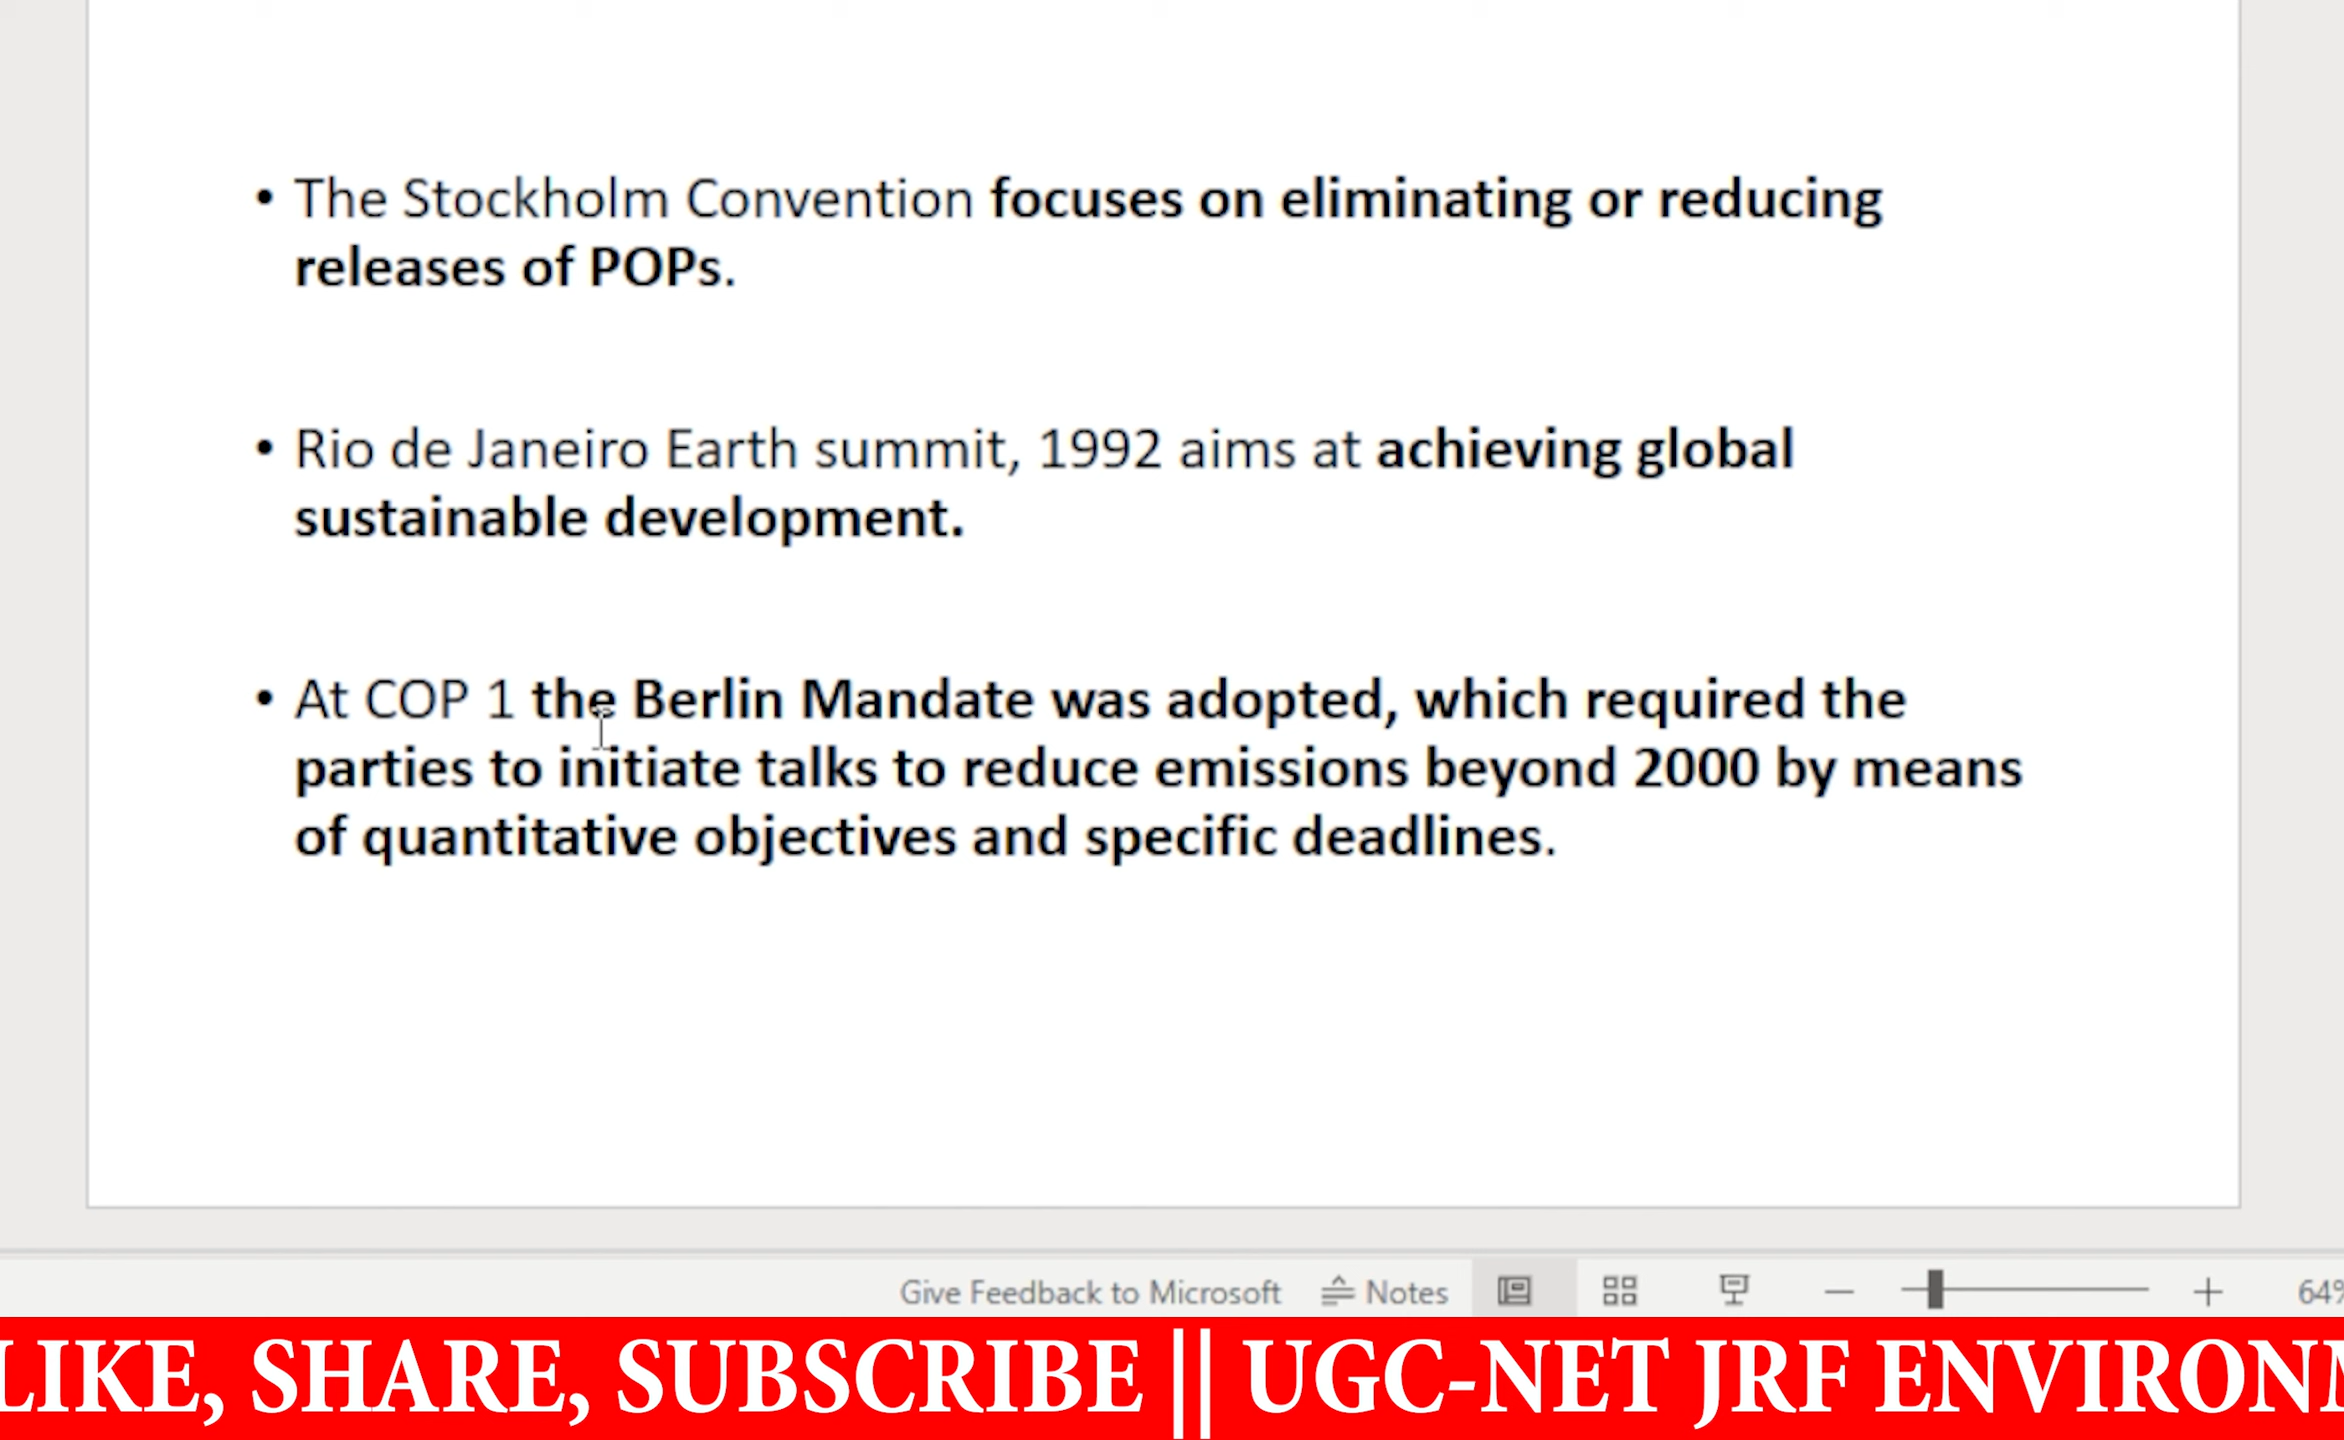 • The Stockholm Convention focuses on eliminating or reducing
releases of POPs.
• Rio de Janeiro Earth summit, 1992 aims at achieving global
sustainable development.
• At COP 1 the Berlin Mandate was adopted, which required the
parties to initiate talks to reduce emissions beyond 2000 by means
of quantitative objectives and specific deadlines.
Give Feedback to Microsoft Notes 64%
LIKE, SHARE, SUBSCRIBE || UGC-NET JRF ENVIRON